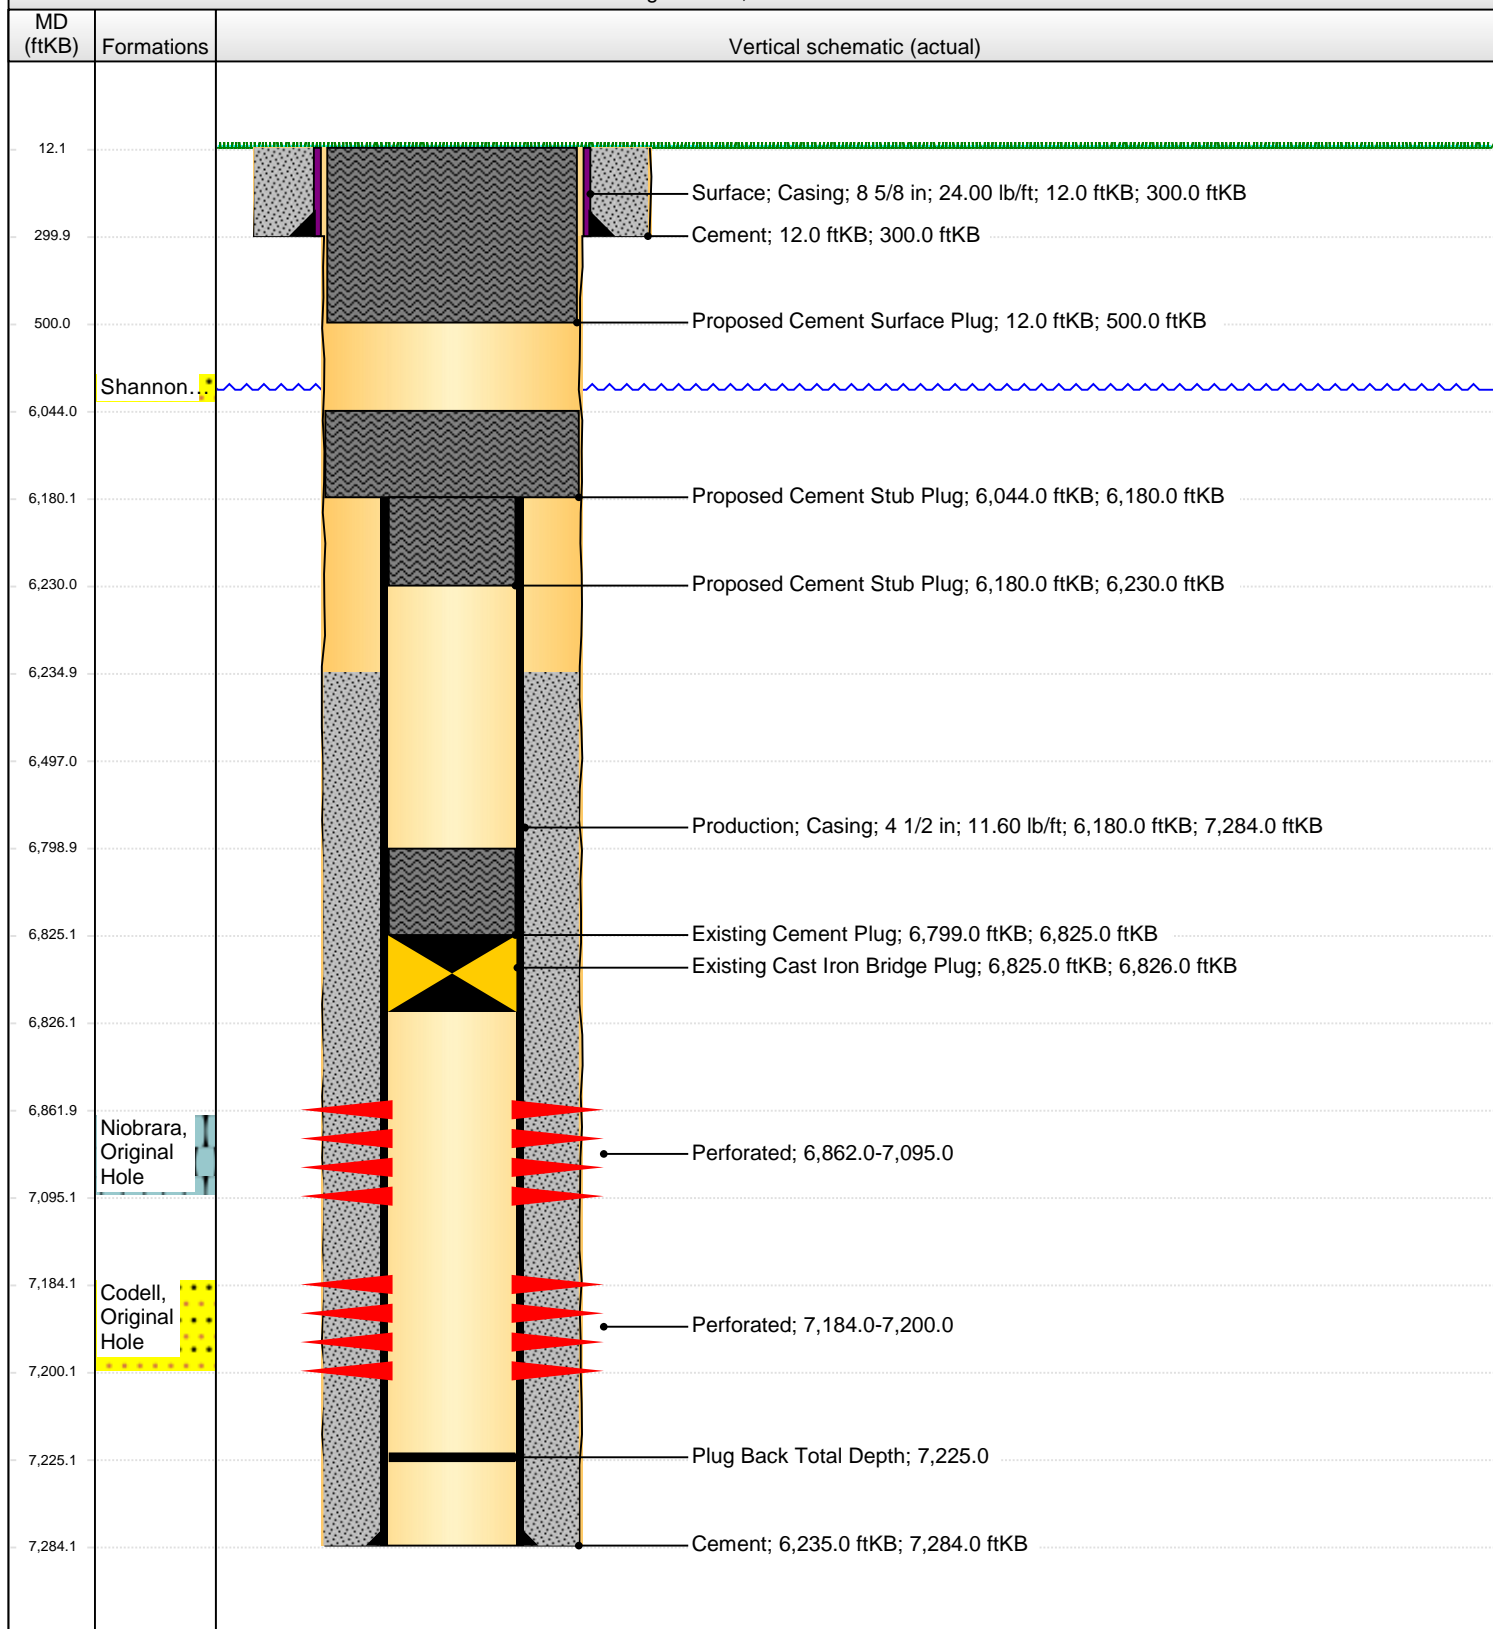 MD
(ftKB)
Formations
Vertical schematic (actual)
12.1
Surface; Casing; 8 5/8 in; 24.00 lb/ft; 12.0 ftKB; 300.0 ftKB
299.9
Cement; 12.0 ftKB; 300.0 ftKB
500.0
Proposed Cement Surface Plug; 12.0 ftKB; 500.0 ftKB
Shannon...
6,044.0
6,180.1
Proposed Cement Stub Plug; 6,044.0 ftKB; 6,180.0 ftKB
6,230.0
Proposed Cement Stub Plug; 6,180.0 ftKB; 6,230.0 ftKB
6,234.9
6,497.0
Production; Casing; 4 1/2 in; 11.60 lb/ft; 6,180.0 ftKB; 7,284.0 ftKB
6,798.9
6,825.1
Existing Cement Plug; 6,799.0 ftKB; 6,825.0 ftKB
Existing Cast Iron Bridge Plug; 6,825.0 ftKB; 6,826.0 ftKB
6,826.1
6,861.9
Niobrara,
Original
Hole
Perforated; 6,862.0-7,095.0
7,095.1
7,184.1
Codell,
Original
Hole
Perforated; 7,184.0-7,200.0
7,200.1
7,225.1
Plug Back Total Depth; 7,225.0
7,284.1
Cement; 6,235.0 ftKB; 7,284.0 ftKB